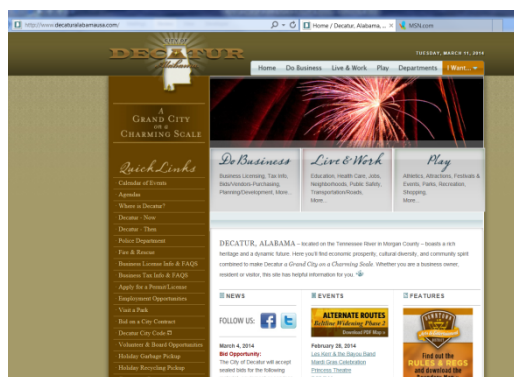 http://www.decaturalabamausa.com/
Home / Decatur, Alabama, ...
MSN.com
CITY OF
DECATUR
Alabama
TUESDAY, MARCH 11, 2014
Home Do Business Live & Work Play Departments I Want...
A
GRAND CITY
on a
CHARMING SCALE
Quick Links
Calendar of Events
Agendas
Where is Decatur?
Decatur - Now
Decatur - Then
Police Department
Fire & Rescue
Business License Info & FAQS
Business Tax Info & FAQS
Apply for a Permit/License
Employment Opportunities
Visit a Park
Bid on a City Contract
Decatur City Code
Volunteer & Board Opportunities
Holiday Garbage Pickup
Holiday Recycling Pickup
Do Business
Business Licensing, Tax Info,
Bids/Vendors-Purchasing,
Planning/Development, More...
Live & Work
Education, Health Care, Jobs,
Neighborhoods, Public Safety,
Transportation/Roads,
More...
Play
Athletics, Attractions, Festivals &
Events, Parks, Recreation,
Shopping,
More...
DECATUR, ALABAMA – located on the Tennessee River in Morgan County – boasts a rich
heritage and a dynamic future. Here you'll find economic prosperity, cultural diversity, and community spirit
combined to make Decatur a Grand City on a Charming Scale. Whether you are a business owner,
resident or visitor, this site has helpful information for you.
NEWS
FOLLOW US:
March 4, 2014
Bid Opportunity:
The City of Decatur will accept
sealed bids for the following
EVENTS
ALTERNATE ROUTES
Beltline Widening Phase 2
Download PDF Map
February 28, 2014
Les Kerr & the Bayou Band
Mardi Gras Celebration
Princess Theatre
FEATURES
Find out the
RULES & REGS
and download the